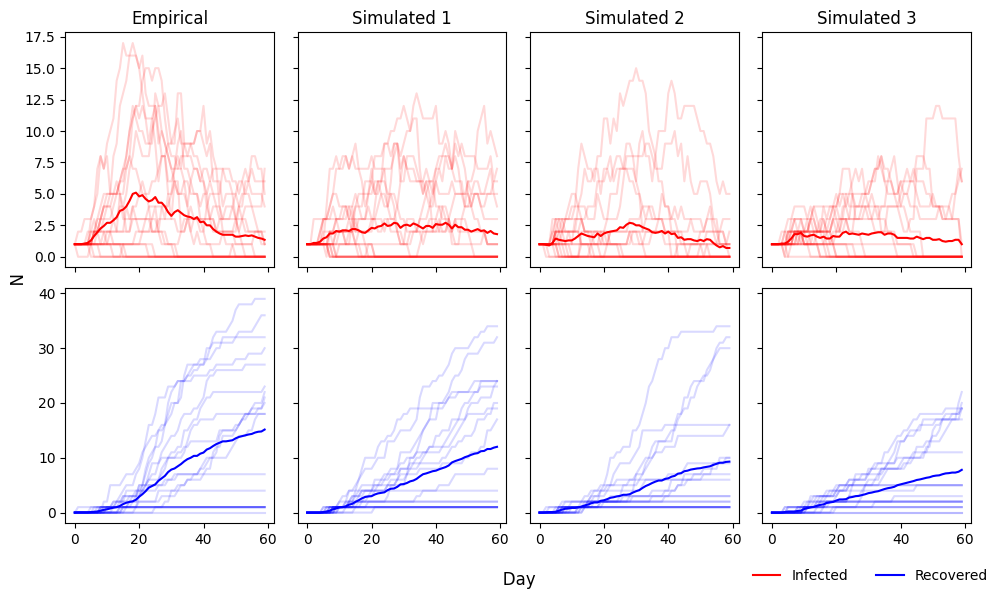 Empirical
Simulated 1
Simulated 2
Simulated 3
17.5
15.0
12.5
10.0
7.5
5.0
2.5
0.0
N
40
30
20
10
0
0 20 40 60
0 20 40 60
0 20 40 60
0 20 40 60
Day
Infected
Recovered